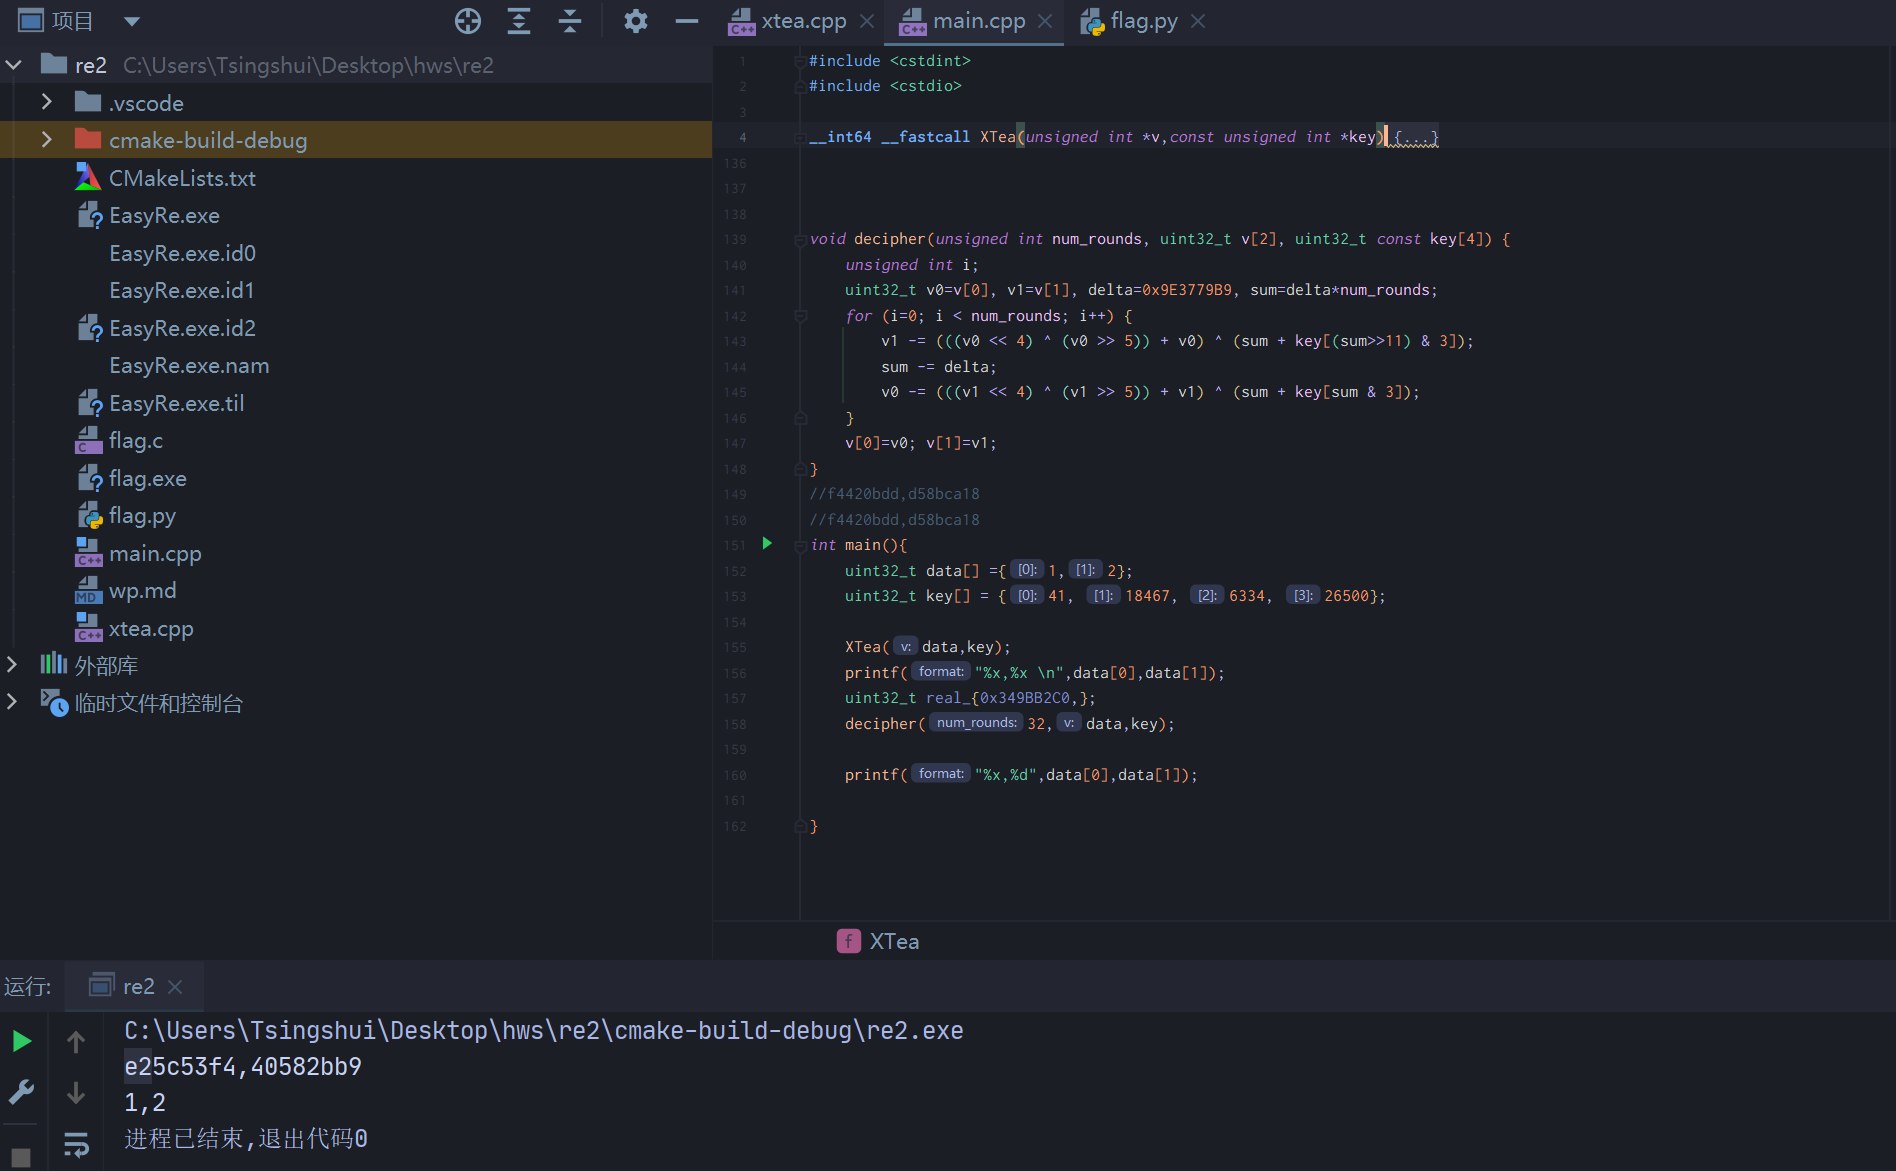 项目
xtea.cpp
main.cpp
flag.py
re2 C:\Users\Tsingshui\Desktop\hws\re2
.vscode
cmake-build-debug
CMakeLists.txt
EasyRe.exe
EasyRe.exe.id0
EasyRe.exe.id1
EasyRe.exe.id2
EasyRe.exe.nam
EasyRe.exe.til
flag.c
flag.exe
flag.py
main.cpp
wp.md
xtea.cpp
外部库
临时文件和控制台
1 #include <cstdint>
2 #include <cstdio>
3
4 __int64 __fastcall XTea(unsigned int *v,const unsigned int *key) {...}
136
137
138
139 void decipher(unsigned int num_rounds, uint32_t v[2], uint32_t const key[4]) {
140 unsigned int i;
141 uint32_t v0=v[0], v1=v[1], delta=0x9E3779B9, sum=delta*num_rounds;
142 for (i=0; i < num_rounds; i++) {
143 v1 -= (((v0 << 4) ^ (v0 >> 5)) + v0) ^ (sum + key[(sum>>11) & 3]);
144 sum -= delta;
145 v0 -= (((v1 << 4) ^ (v1 >> 5)) + v1) ^ (sum + key[sum & 3]);
146 }
147 v[0]=v0; v[1]=v1;
148 }
149 //f4420bdd,d58bca18
150 //f4420bdd,d58bca18
151 int main(){
152 uint32_t data[] ={ [0]: 1, [1]: 2};
153 uint32_t key[] = { [0]: 41, [1]: 18467, [2]: 6334, [3]: 26500};
154
155 XTea( v: data,key);
156 printf( format: "%x,%x \n",data[0],data[1]);
157 uint32_t real_{0x349BB2C0,};
158 decipher( num_rounds: 32, v: data,key);
159
160 printf( format: "%x,%d",data[0],data[1]);
161
162 }
f XTea
运行: re2
C:\Users\Tsingshui\Desktop\hws\re2\cmake-build-debug\re2.exe
e25c53f4,40582bb9
1,2
进程已结束,退出代码0